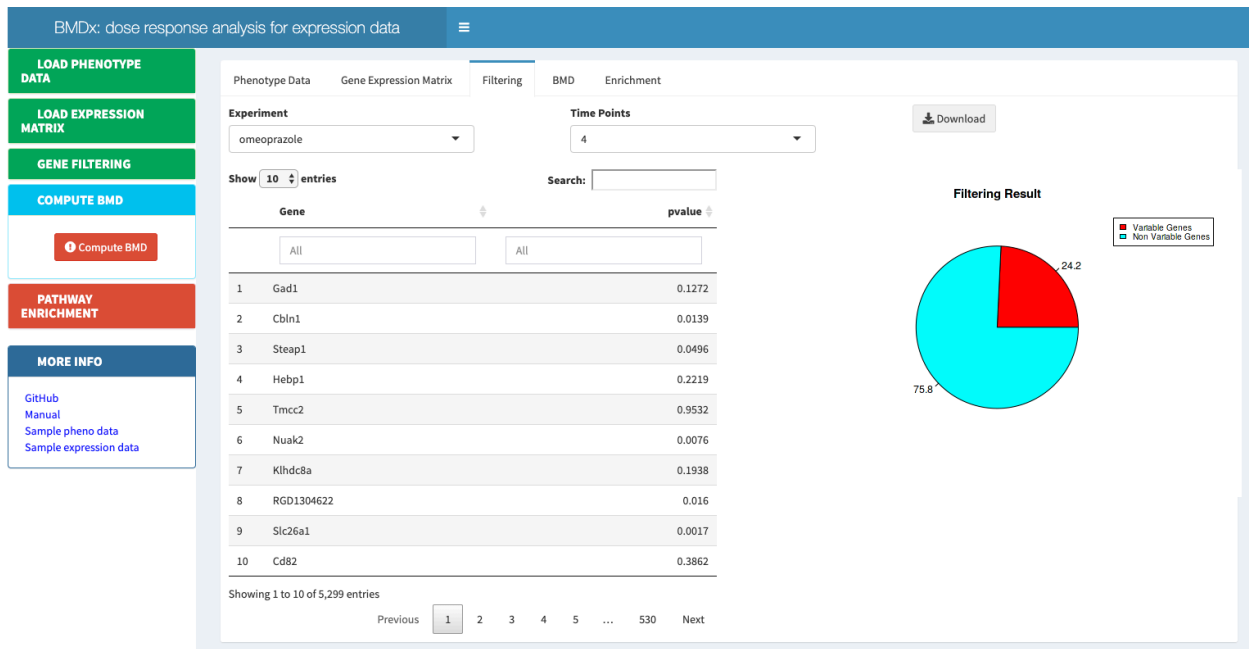 BMDx: dose response analysis for expression data
LOAD PHENOTYPE
DATA
LOAD EXPRESSION
MATRIX
GENE FILTERING
COMPUTE BMD
Compute BMD
PATHWAY
ENRICHMENT
MORE INFO
GitHub
Manual
Sample pheno data
Sample expression data
Phenotype Data Gene Expression Matrix Filtering BMD Enrichment
Experiment Time Points
omeoprazole 4
Download
Show 10 entries Search:
Gene pvalue
All All
1 Gad1 0.1272
2 Cbln1 0.0139
3 Steap1 0.0496
4 Hebp1 0.2219
5 Tmcc2 0.9532
6 Nuak2 0.0076
7 Klhdc8a 0.1938
8 RGD1304622 0.016
9 Slc26a1 0.0017
10 Cd82 0.3862
Showing 1 to 10 of 5,299 entries
Previous 1 2 3 4 5 ... 530 Next
Filtering Result
Variable Genes
Non Variable Genes
24.2
75.8